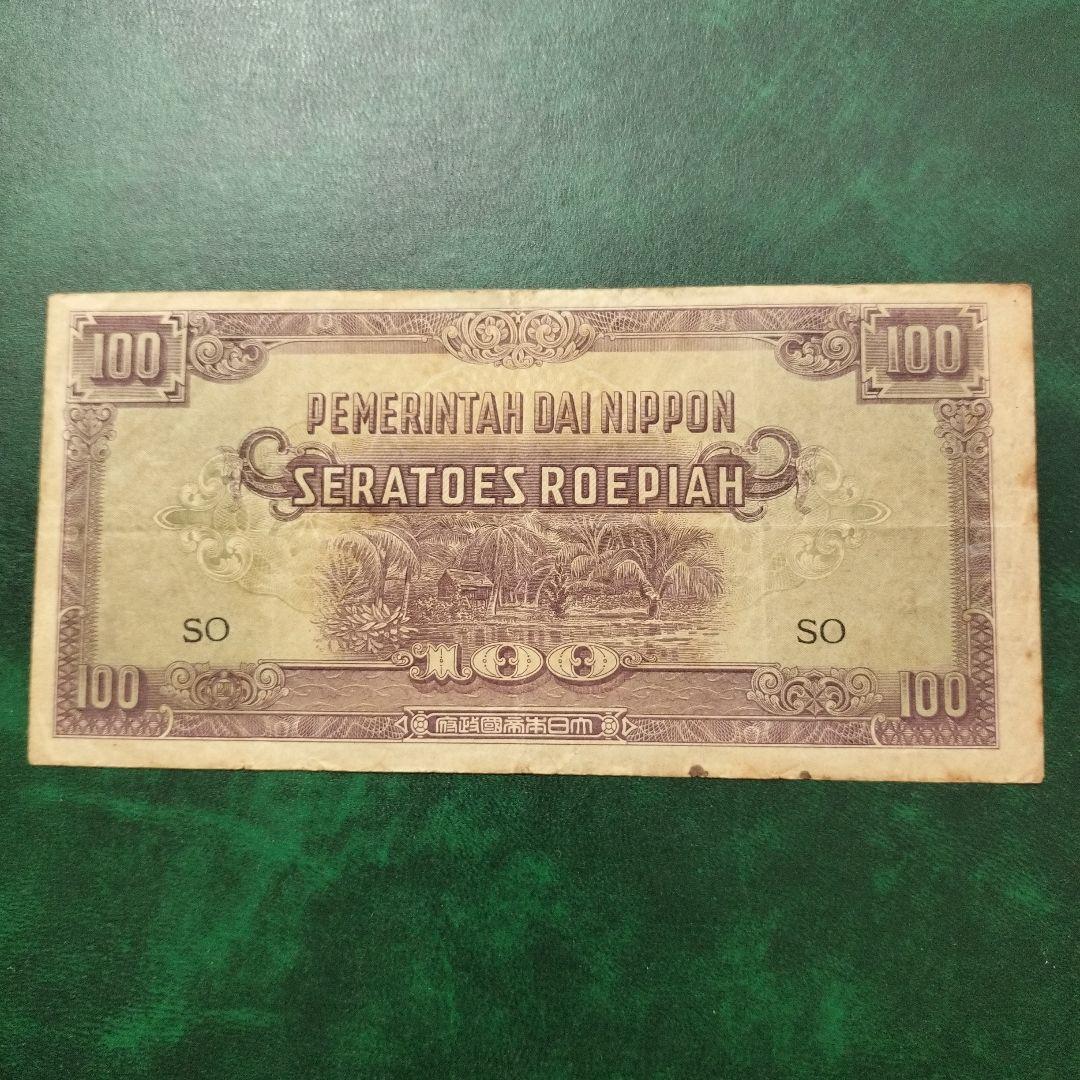 100 100
PEMERINTAH DAI NIPPON
SERATOES ROEPIAH
SO SO
100
100 100
府政國帝本日大